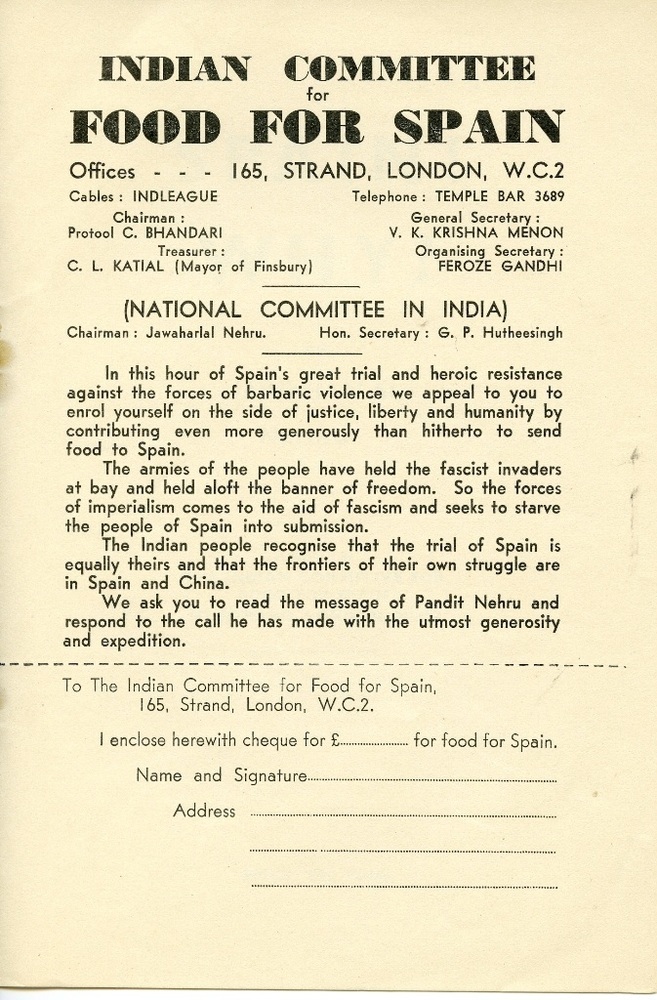 INDIAN COMMITTEE
for
FOOD FOR SPAIN
Offices - - - 165, STRAND, LONDON, W.C.2
Cables : INDLEAGUE Telephone : TEMPLE BAR 3689
Chairman : General Secretary :
Protool C. BHANDARI V. K. KRISHNA MENON
Treasurer : Organising Secretary :
C. L. KATIAL (Mayor of Finsbury) FEROZE GANDHI
(NATIONAL COMMITTEE IN INDIA)
Chairman : Jawaharlal Nehru. Hon. Secretary : G. P. Hutheesingh
In this hour of Spain's great trial and heroic resistance
against the forces of barbaric violence we appeal to you to
enrol yourself on the side of justice, liberty and humanity by
contributing even more generously than hitherto to send
food to Spain.
The armies of the people have held the fascist invaders
at bay and held aloft the banner of freedom. So the forces
of imperialism comes to the aid of fascism and seeks to starve
the people of Spain into submission.
The Indian people recognise that the trial of Spain is
equally theirs and that the frontiers of their own struggle are
in Spain and China.
We ask you to read the message of Pandit Nehru and
respond to the call he has made with the utmost generosity
and expedition.
To The Indian Committee for Food for Spain,
165, Strand, London, W.C.2.
I enclose herewith cheque for £.................. for food for Spain.
Name and Signature............................................................
Address ............................................................